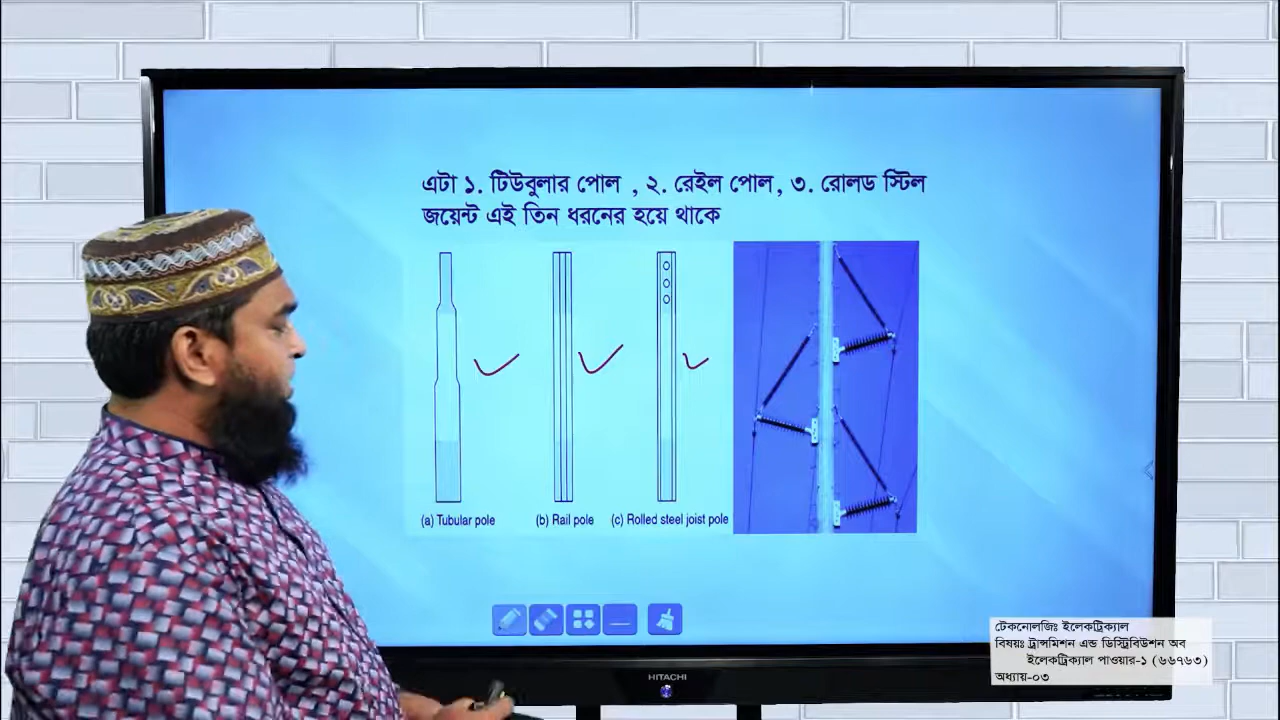 এটা ১. টিউবুলার পোল , ২. রেইল পোল, ৩. রোলড স্টিল
জয়েন্ট এই তিন ধরনের হয়ে থাকে
(a) Tubular pole
(b) Rail pole
(c) Rolled steel joist pole
HITACHI
টেকনোলজিঃ ইলেকট্রিক্যাল
বিষয়ঃ ট্রান্সমিশন এন্ড ডিস্ট্রিবিউশন অব
ইলেকট্রিক্যাল পাওয়ার-১ (৬৬৭৬৩)
অধ্যায়-০৩